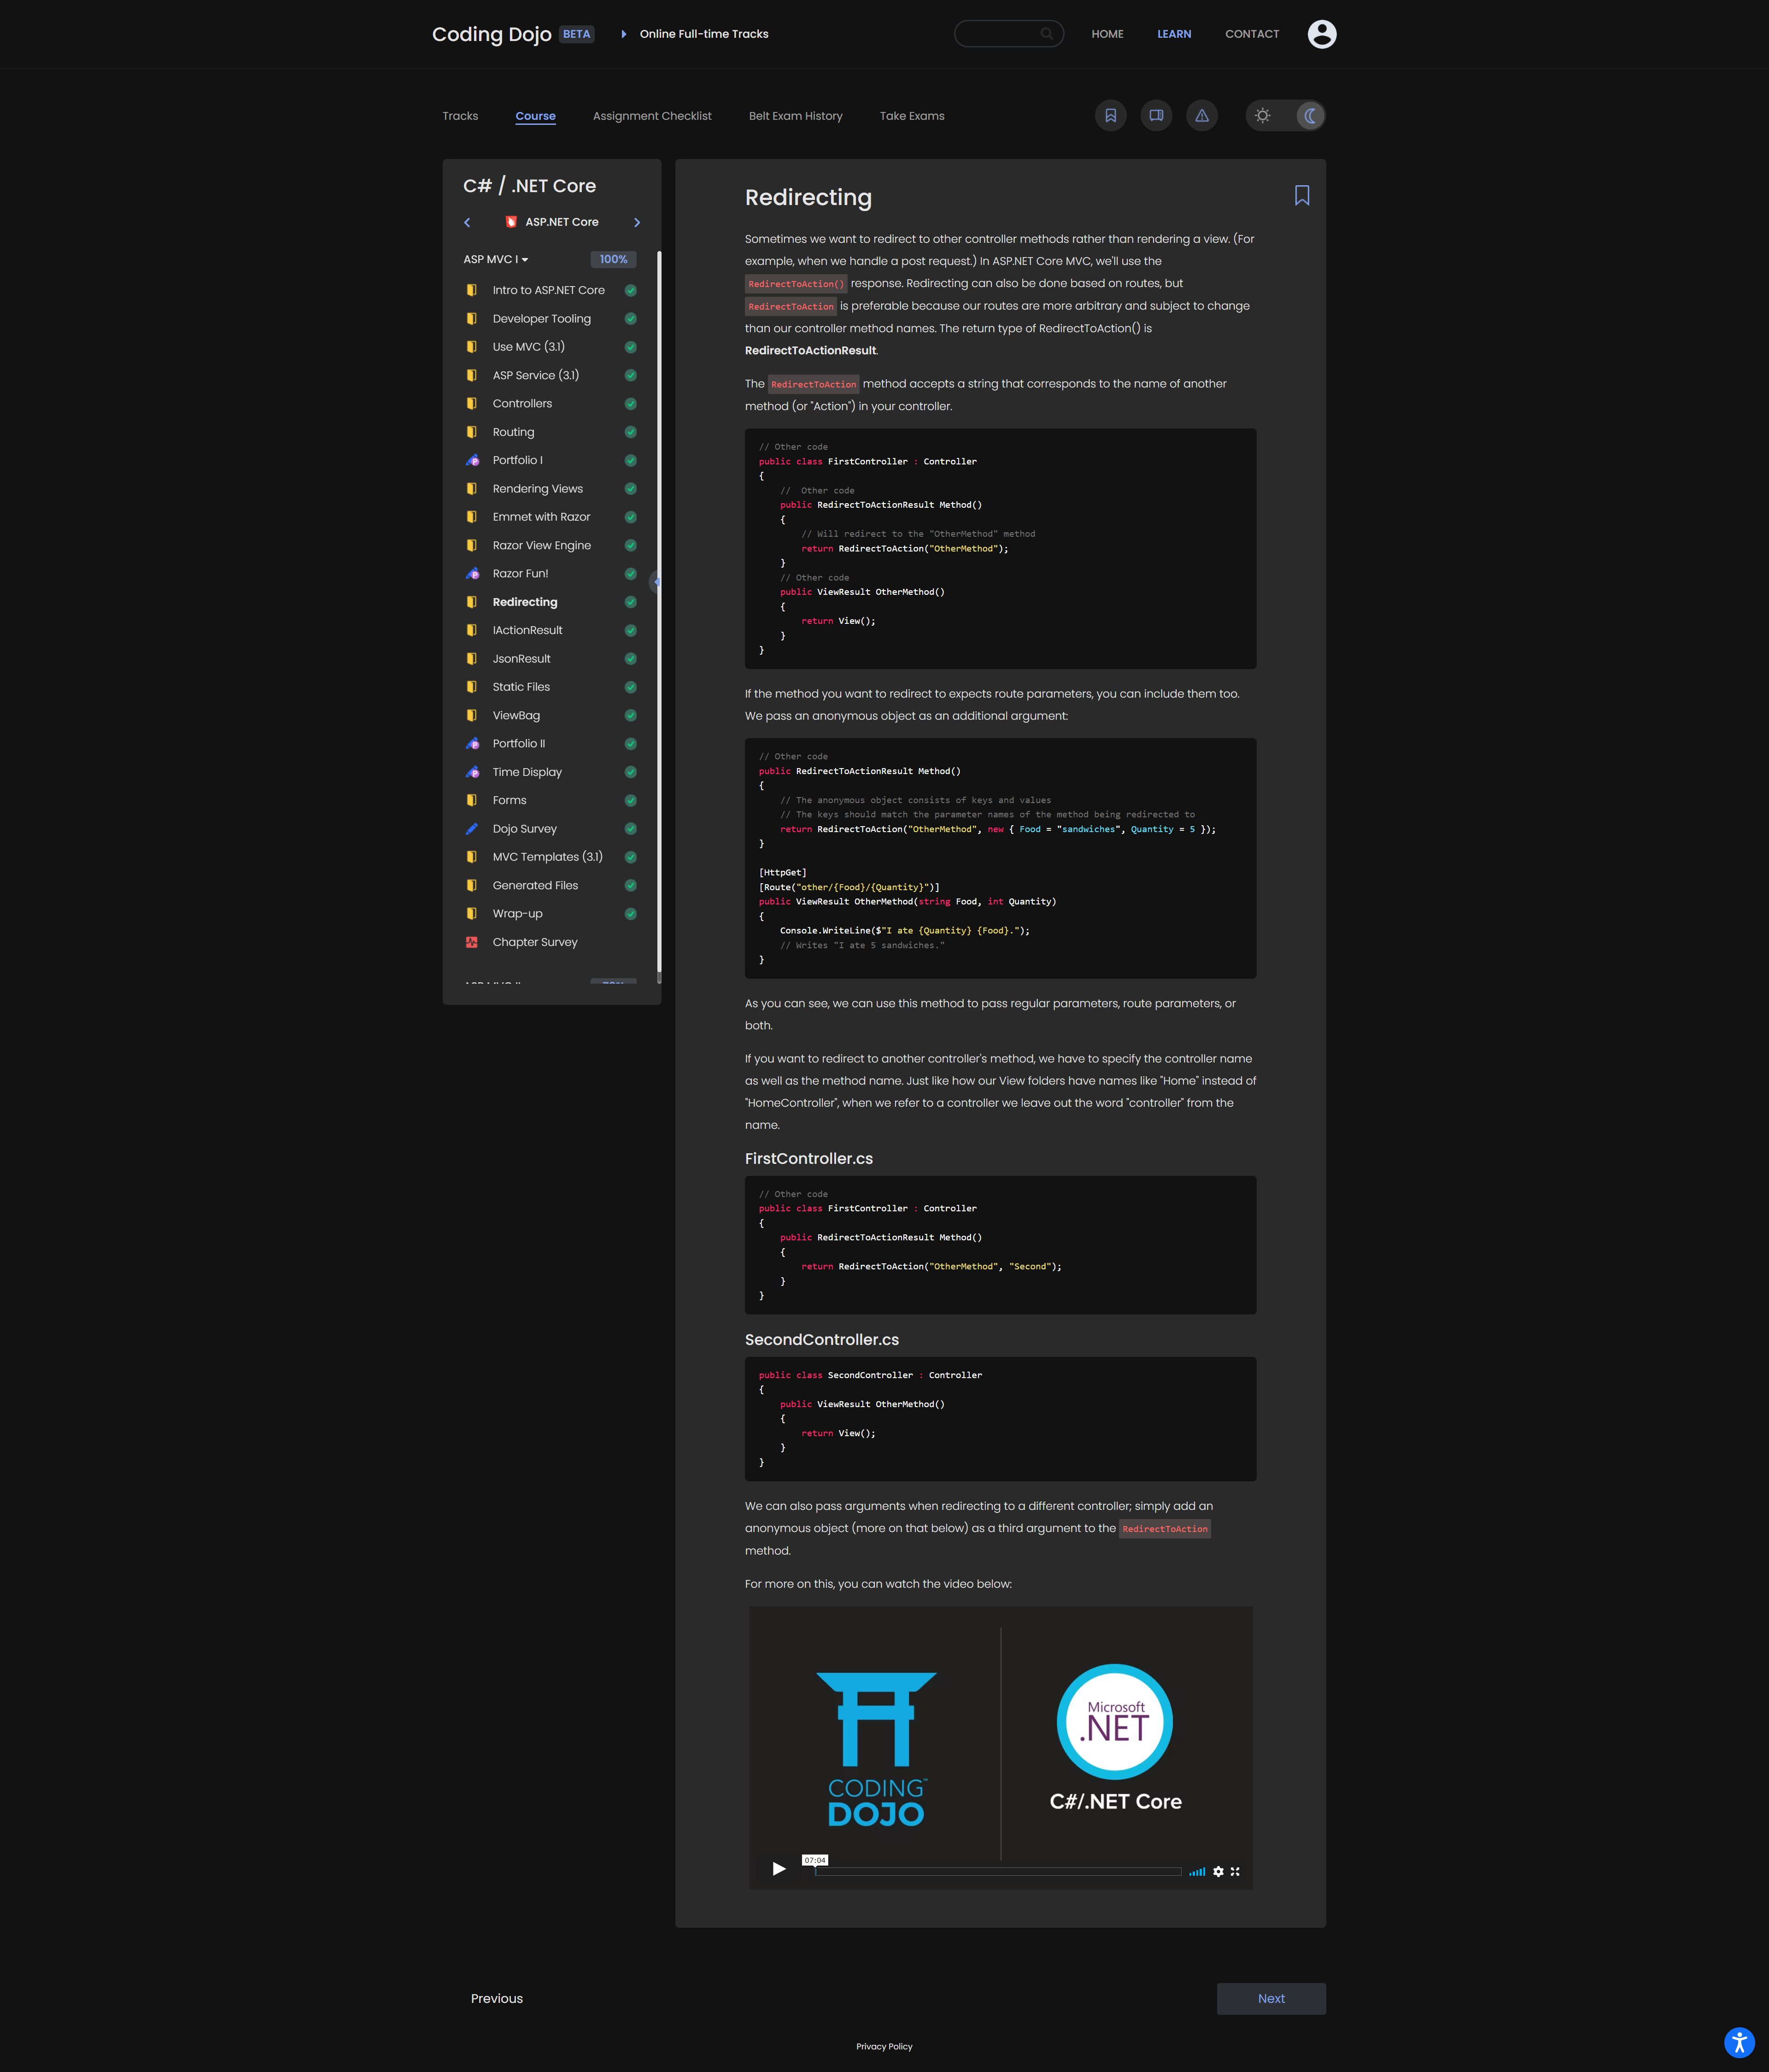 Coding Dojo BETA Online Full-time Tracks HOME LEARN CONTACT
Tracks Course Assignment Checklist Belt Exam History Take Exams
C# / .NET Core
ASP.NET Core
ASP MVC I 100%
Intro to ASP.NET Core
Developer Tooling
Use MVC (3.1)
ASP Service (3.1)
Controllers
Routing
Portfolio I
Rendering Views
Emmet with Razor
Razor View Engine
Razor Fun!
Redirecting
IActionResult
JsonResult
Static Files
ViewBag
Portfolio II
Time Display
Forms
Dojo Survey
MVC Templates (3.1)
Generated Files
Wrap-up
Chapter Survey
Redirecting
Sometimes we want to redirect to other controller methods rather than rendering a view. (For
example, when we handle a post request.) In ASP.NET Core MVC, we'll use the
RedirectToAction() response. Redirecting can also be done based on routes, but
RedirectToAction is preferable because our routes are more arbitrary and subject to change
than our controller method names. The return type of RedirectToAction() is
RedirectToActionResult.
The RedirectToAction method accepts a string that corresponds to the name of another
method (or "Action") in your controller.
// Other code
public class FirstController : Controller
{
// Other code
public RedirectToActionResult Method()
{
// Will redirect to the "OtherMethod" method
return RedirectToAction("OtherMethod");
}
// Other code
public ViewResult OtherMethod()
{
return View();
}
}
If the method you want to redirect to expects route parameters, you can include them too.
We pass an anonymous object as an additional argument:
// Other code
public RedirectToActionResult Method()
{
// The anonymous object consists of keys and values
// The keys should match the parameter names of the method being redirected to
return RedirectToAction("OtherMethod", new { Food = "sandwiches", Quantity = 5 });
}
[HttpGet]
[Route("other/{Food}/{Quantity}")]
public ViewResult OtherMethod(string Food, int Quantity)
{
Console.WriteLine($"I ate {Quantity} {Food}.");
// Writes "I ate 5 sandwiches."
}
As you can see, we can use this method to pass regular parameters, route parameters, or
both.
If you want to redirect to another controller's method, we have to specify the controller name
as well as the method name. Just like how our View folders have names like "Home" instead of
"HomeController", when we refer to a controller we leave out the word "controller" from the
name.
FirstController.cs
// Other code
public class FirstController : Controller
{
public RedirectToActionResult Method()
{
return RedirectToAction("OtherMethod", "Second");
}
}
SecondController.cs
public class SecondController : Controller
{
public ViewResult OtherMethod()
{
return View();
}
}
We can also pass arguments when redirecting to a different controller; simply add an
anonymous object (more on that below) as a third argument to the RedirectToAction
method.
For more on this, you can watch the video below:
CODING™
DOJO
Microsoft
.NET
C#/.NET Core
07:04
Previous Next
Privacy Policy